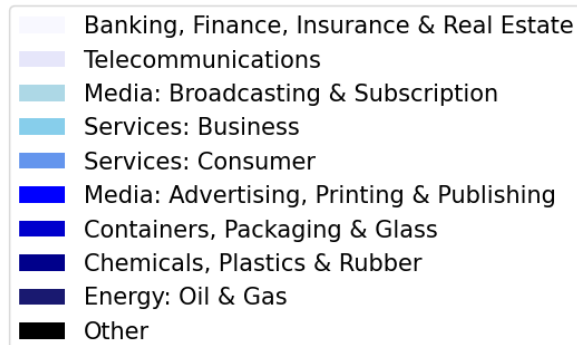 Banking, Finance, Insurance & Real Estate
Telecommunications
Media: Broadcasting & Subscription
Services: Business
Services: Consumer
Media: Advertising, Printing & Publishing
Containers, Packaging & Glass
Chemicals, Plastics & Rubber
Energy: Oil & Gas
Other